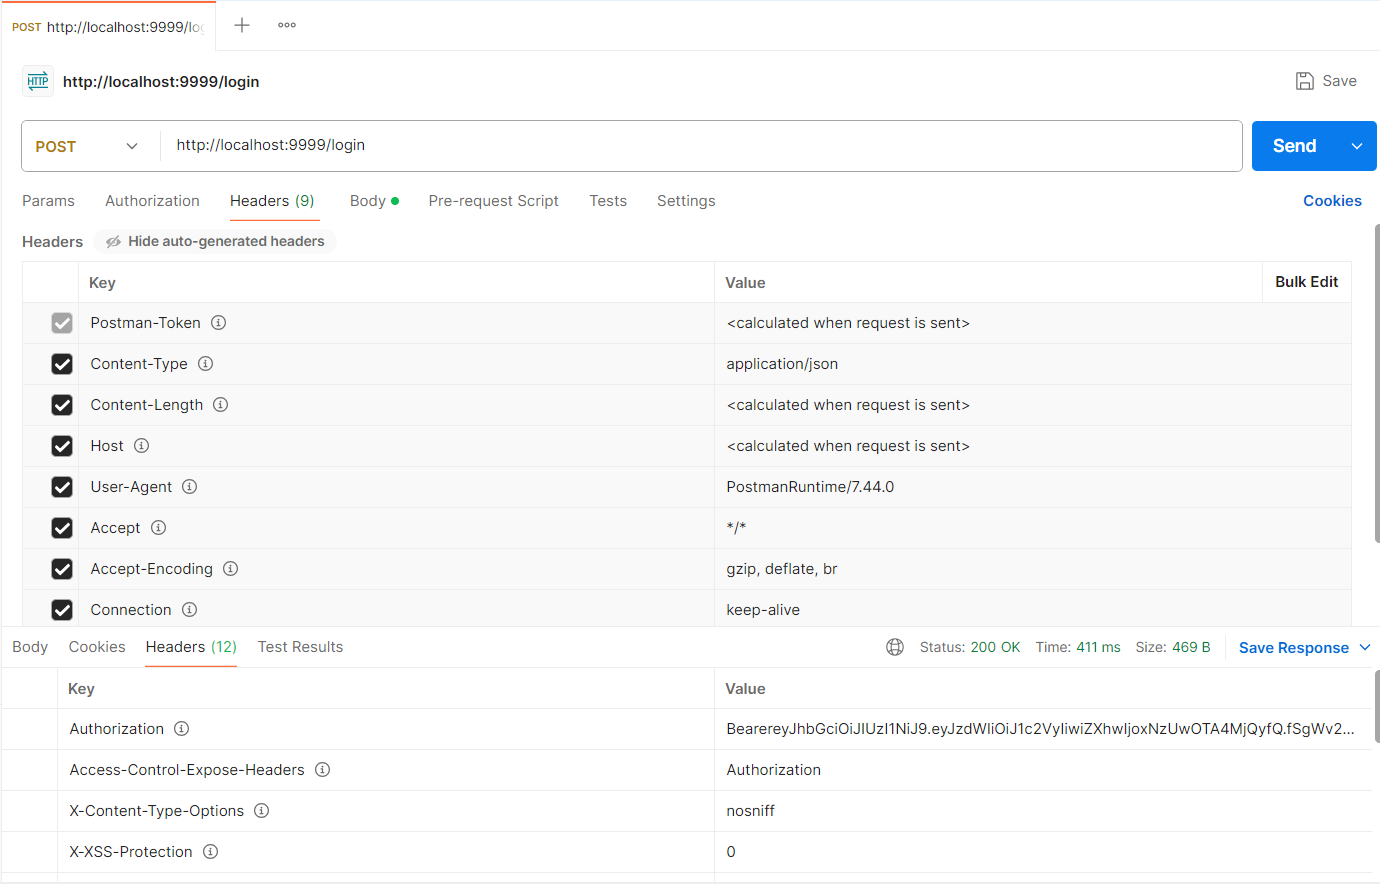 POST http://localhost:9999/lo
HTTP http://localhost:9999/login Save
POST http://localhost:9999/login Send
Params Authorization Headers (9) Body Pre-request Script Tests Settings Cookies
Headers Hide auto-generated headers
Key Value Bulk Edit
Postman-Token <calculated when request is sent>
Content-Type application/json
Content-Length <calculated when request is sent>
Host <calculated when request is sent>
User-Agent PostmanRuntime/7.44.0
Accept */*
Accept-Encoding gzip, deflate, br
Connection keep-alive
Body Cookies Headers (12) Test Results Status: 200 OK Time: 411 ms Size: 469 B Save Response
Key Value
Authorization BearereyJhbGciOiJIUzI1NiJ9.eyJzdWIiOiJ1c2VyIiwiZXhwIjoxNzUwOTA4MjQyfQ.fSgWv2...
Access-Control-Expose-Headers Authorization
X-Content-Type-Options nosniff
X-XSS-Protection 0